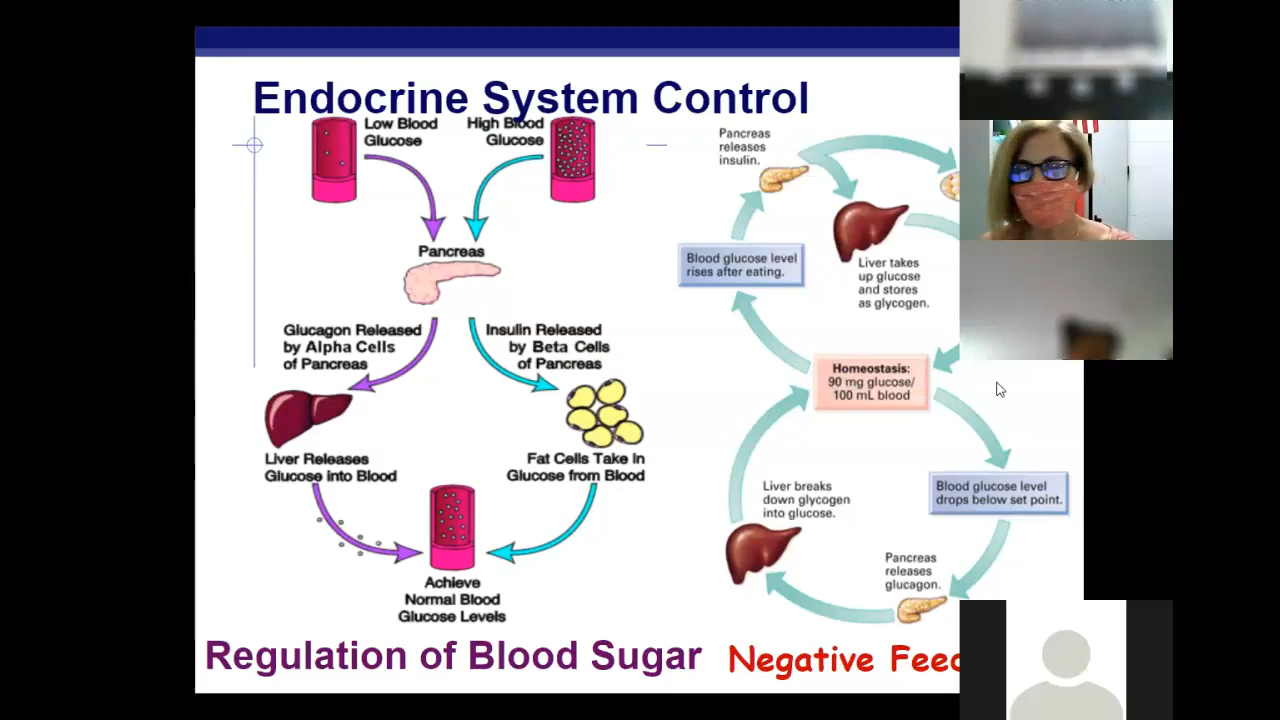 Endocrine System Control
Low Blood
Glucose
High Blood
Glucose
Pancreas
Glucagon Released
by Alpha Cells
of Pancreas
Insulin Released
by Beta Cells
of Pancreas
Liver Releases
Glucose into Blood
Fat Cells Take In
Glucose from Blood
Achieve
Normal Blood
Glucose Levels
Pancreas
releases
insulin.
Blood glucose level
rises after eating.
Liver takes
up glucose
and stores
as glycogen.
Homeostasis:
90 mg glucose/
100 mL blood
Blood glucose level
drops below set point.
Liver breaks
down glycogen
into glucose.
Pancreas
releases
glucagon.
Regulation of Blood Sugar
Negative